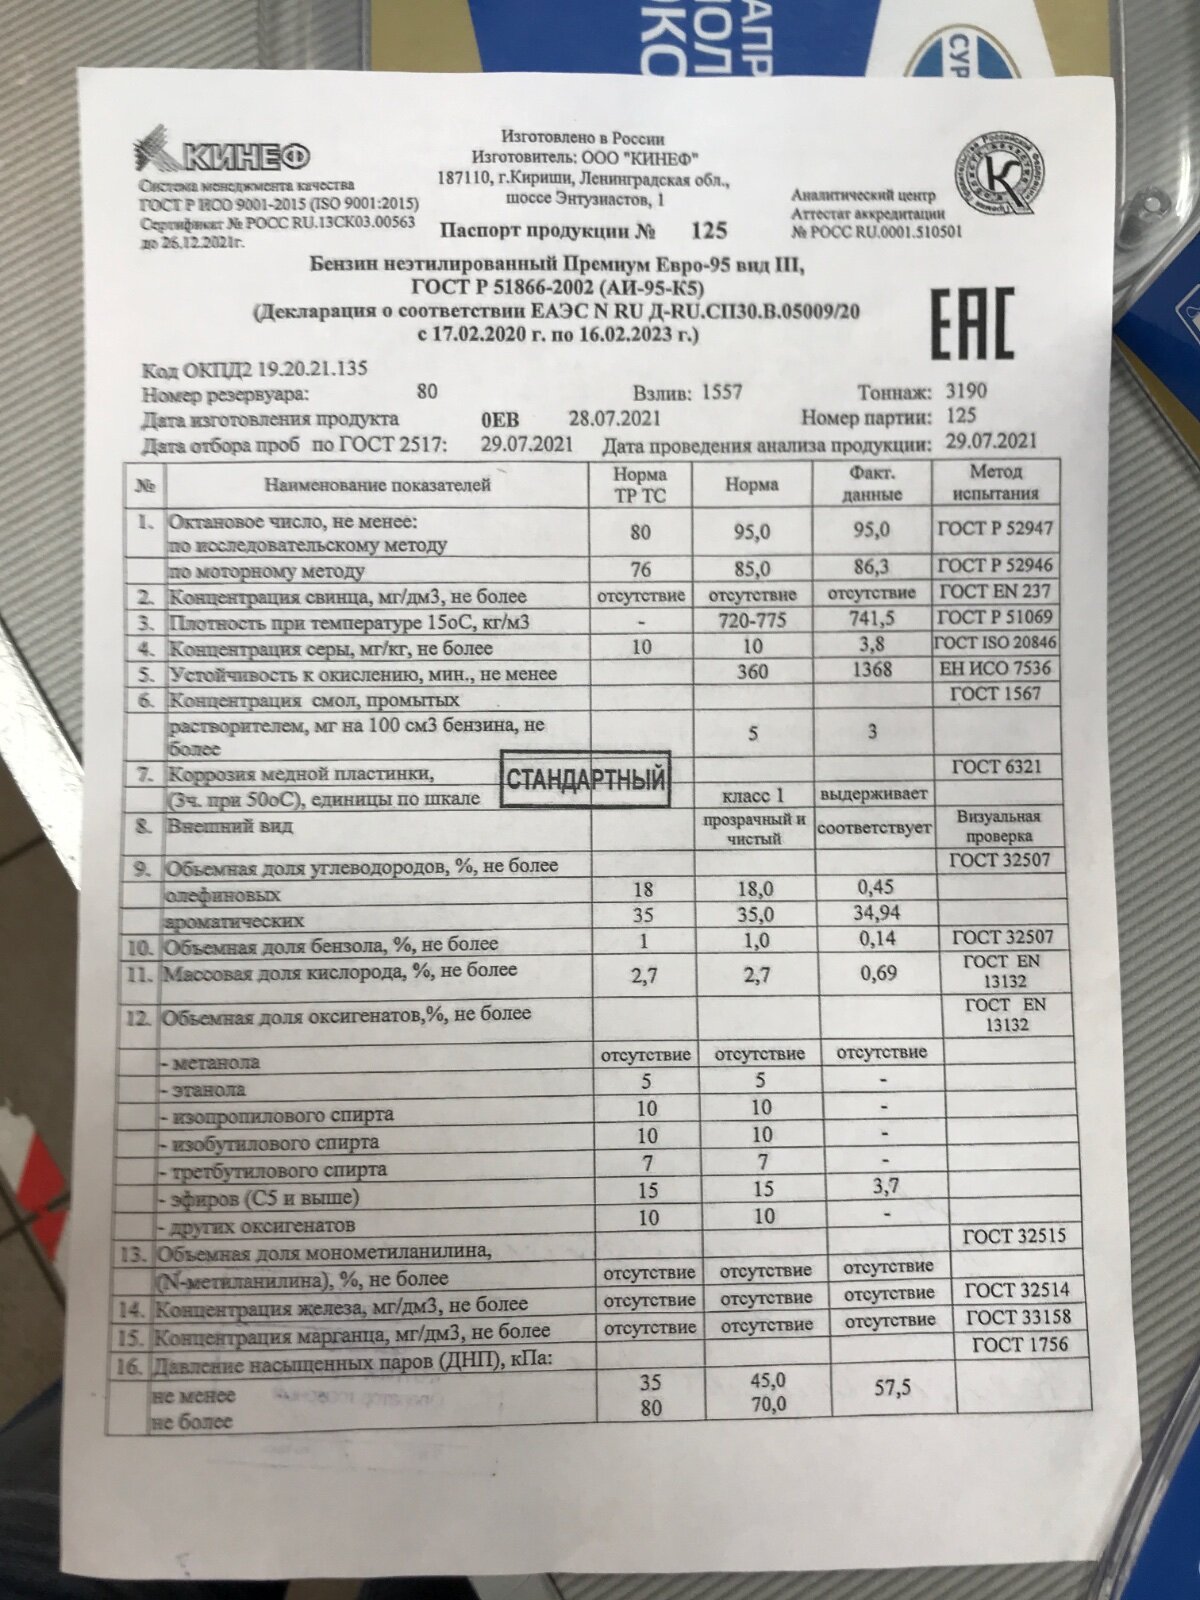 АПР
ПОЛ
ОКО
СУР
КИНЕФ
Система менеджмента качества
ГОСТ Р ИСО 9001-2015 (ISO 9001:2015)
Сертификат № РОСС RU.13СК03.00563
до 26.12.2021г.
Изготовлено в России
Изготовитель: ООО "КИНЕФ"
187110, г.Кириши, Ленинградская обл.,
шоссе Энтузиастов, 1
Паспорт продукции № 125
Аналитический центр
Аттестат аккредитации
№ РОСС RU.0001.510501
Бензин неэтилированный Премиум Евро-95 вид III,
ГОСТ Р 51866-2002 (АИ-95-К5)
(Декларация о соответствии ЕАЭС N RU Д-RU.СП30.В.05009/20
с 17.02.2020 г. по 16.02.2023 г.)
EAC
Код ОКПД2 19.20.21.135
Номер резервуара: 80 Взлив: 1557 Тоннаж: 3190
Дата изготовления продукта 0ЕВ 28.07.2021 Номер партии: 125
Дата отбора проб по ГОСТ 2517: 29.07.2021 Дата проведения анализа продукции: 29.07.2021
№ Наименование показателей Норма ТР ТС Норма Факт. данные Метод испытания
1. Октановое число, не менее:
по исследовательскому методу 80 95,0 95,0 ГОСТ Р 52947
по моторному методу 76 85,0 86,3 ГОСТ Р 52946
2. Концентрация свинца, мг/дм3, не более отсутствие отсутствие отсутствие ГОСТ EN 237
3. Плотность при температуре 15оС, кг/м3 - 720-775 741,5 ГОСТ Р 51069
4. Концентрация серы, мг/кг, не более 10 10 3,8 ГОСТ ISO 20846
5. Устойчивость к окислению, мин., не менее 360 1368 ЕН ИСО 7536
6. Концентрация смол, промытых ГОСТ 1567
растворителем, мг на 100 см3 бензина, не
более 5 3
7. Коррозия медной пластинки, ГОСТ 6321
СТАНДАРТНЫЙ
(3ч. при 50оС), единицы по шкале класс 1 выдерживает
8. Внешний вид прозрачный и чистый соответствует Визуальная проверка
9. Объемная доля углеводородов, %, не более ГОСТ 32507
олефиновых 18 18,0 0,45
ароматических 35 35,0 34,94
10. Объемная доля бензола, %, не более 1 1,0 0,14 ГОСТ 32507
11. Массовая доля кислорода, %, не более 2,7 2,7 0,69 ГОСТ EN 13132
12. Объемная доля оксигенатов,%, не более ГОСТ EN 13132
- метанола отсутствие отсутствие отсутствие
- этанола 5 5 -
- изопропилового спирта 10 10 -
- изобутилового спирта 10 10 -
- третбутилового спирта 7 7 -
- эфиров (С5 и выше) 15 15 3,7
- других оксигенатов 10 10 -
13. Объемная доля монометиланилина, ГОСТ 32515
(N-метиланилина), %, не более отсутствие отсутствие отсутствие
14. Концентрация железа, мг/дм3, не более отсутствие отсутствие отсутствие ГОСТ 32514
15. Концентрация марганца, мг/дм3, не более отсутствие отсутствие отсутствие ГОСТ 33158
16. Давление насыщенных паров (ДНП), кПа: ГОСТ 1756
не менее 35 45,0 57,5
не более 80 70,0